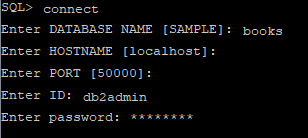 SQL> connect
Enter DATABASE NAME [SAMPLE]: books
Enter HOSTNAME [localhost]:
Enter PORT [50000]:
Enter ID: db2admin
Enter password: ********